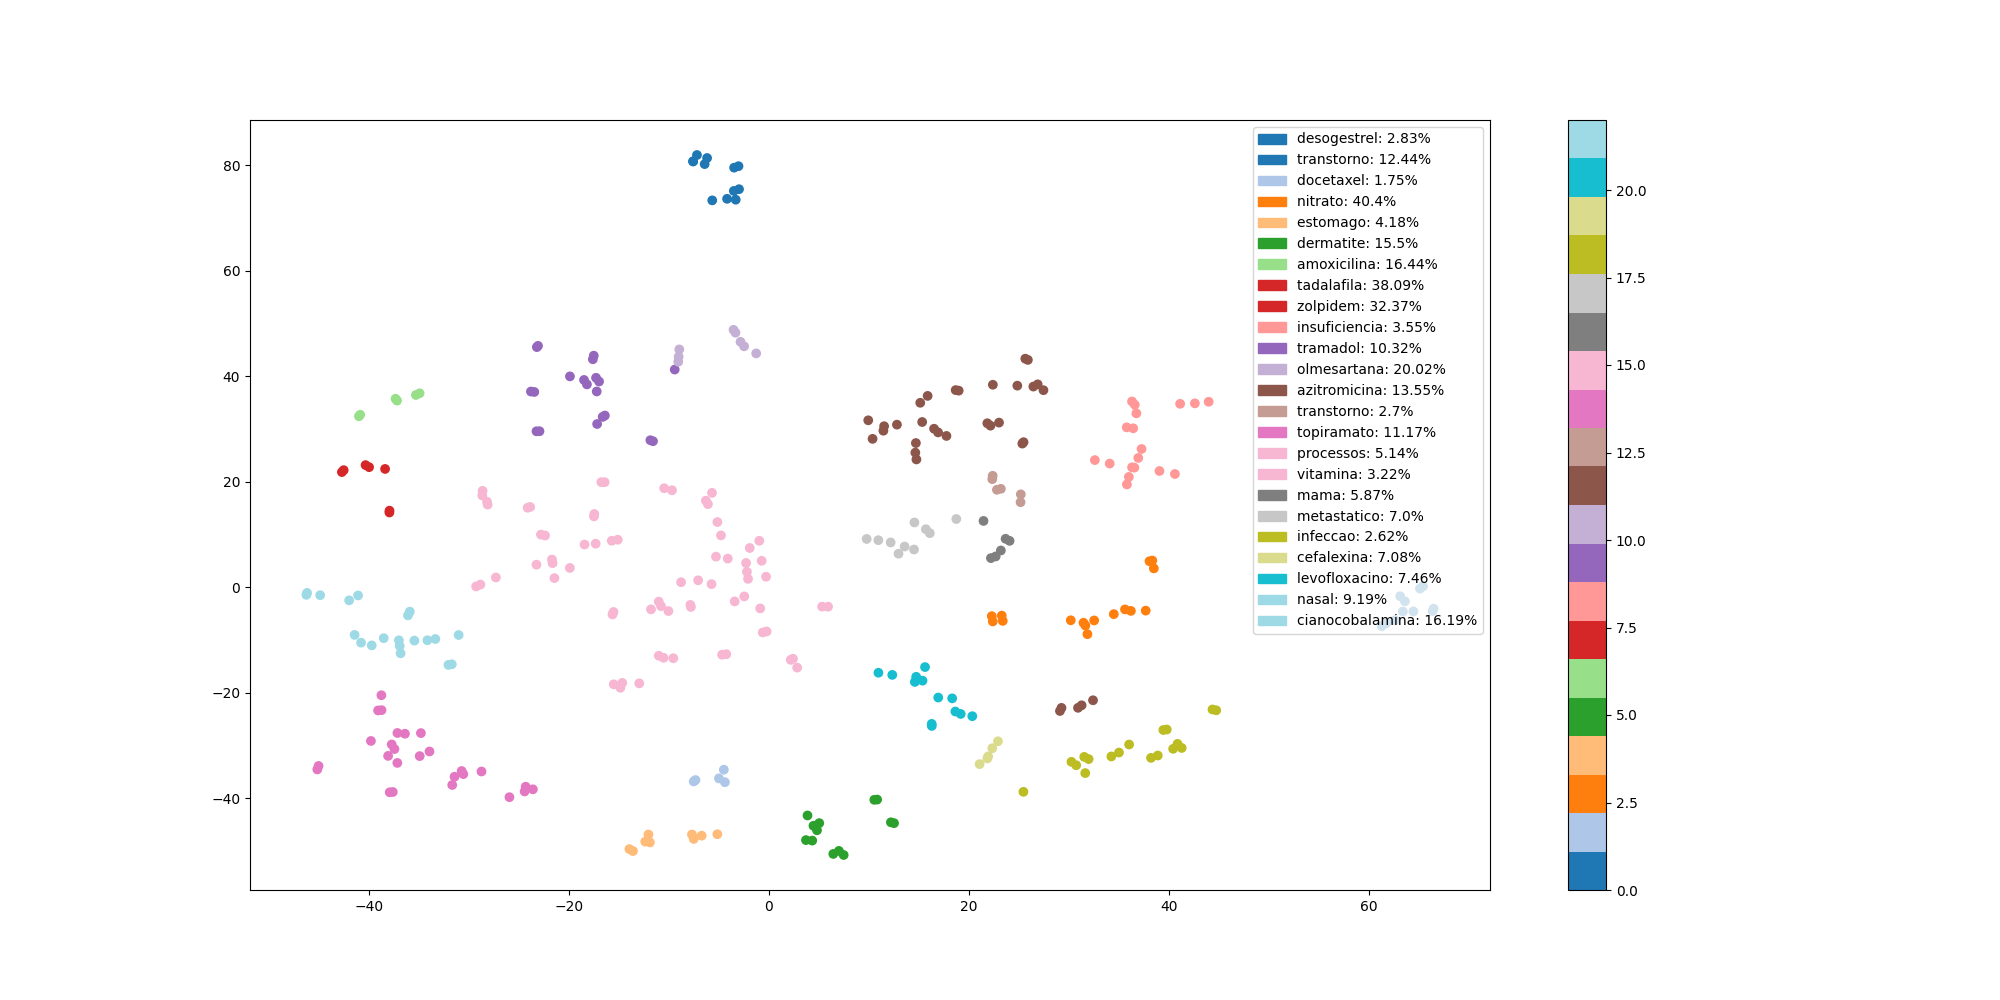 desogestrel: 2.83%
transtorno: 12.44%
docetaxel: 1.75%
nitrato: 40.4%
estomago: 4.18%
dermatite: 15.5%
amoxicilina: 16.44%
tadalafila: 38.09%
zolpidem: 32.37%
insuficiencia: 3.55%
tramadol: 10.32%
olmesartana: 20.02%
azitromicina: 13.55%
transtorno: 2.7%
topiramato: 11.17%
processos: 5.14%
vitamina: 3.22%
mama: 5.87%
metastatico: 7.0%
infeccao: 2.62%
cefalexina: 7.08%
levofloxacino: 7.46%
nasal: 9.19%
cianocobalamina: 16.19%
80
60
40
20
0
−20
−40
−40
−20
0
20
40
60
20.0
17.5
15.0
12.5
10.0
7.5
5.0
2.5
0.0